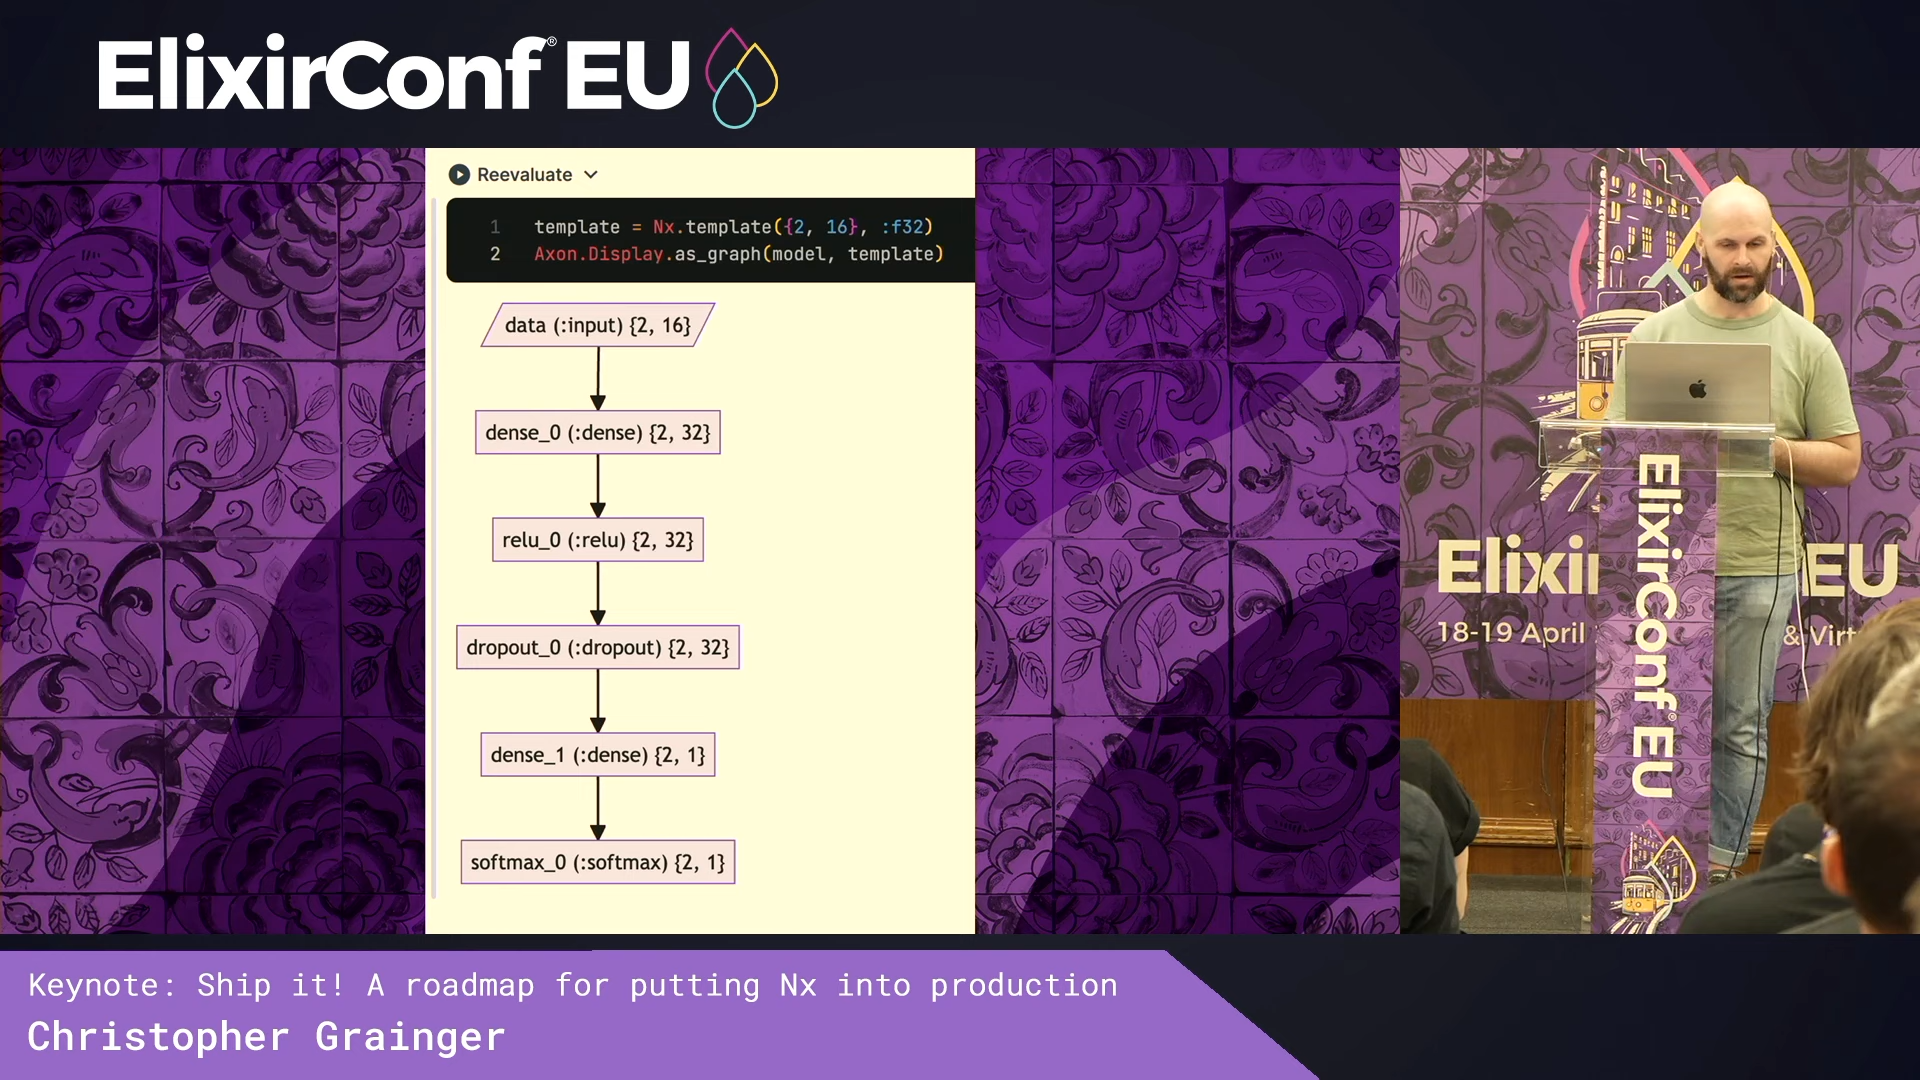 ElixirConf® EU
Reevaluate
1 template = Nx.template({2, 16}, :f32)
2 Axon.Display.as_graph(model, template)
data (:input) {2, 16}
dense_0 (:dense) {2, 32}
relu_0 (:relu) {2, 32}
dropout_0 (:dropout) {2, 32}
dense_1 (:dense) {2, 1}
softmax_0 (:softmax) {2, 1}
Elixi
EU
18-19 April
& Virt
ElixirConf® EU
Keynote: Ship it! A roadmap for putting Nx into production
Christopher Grainger